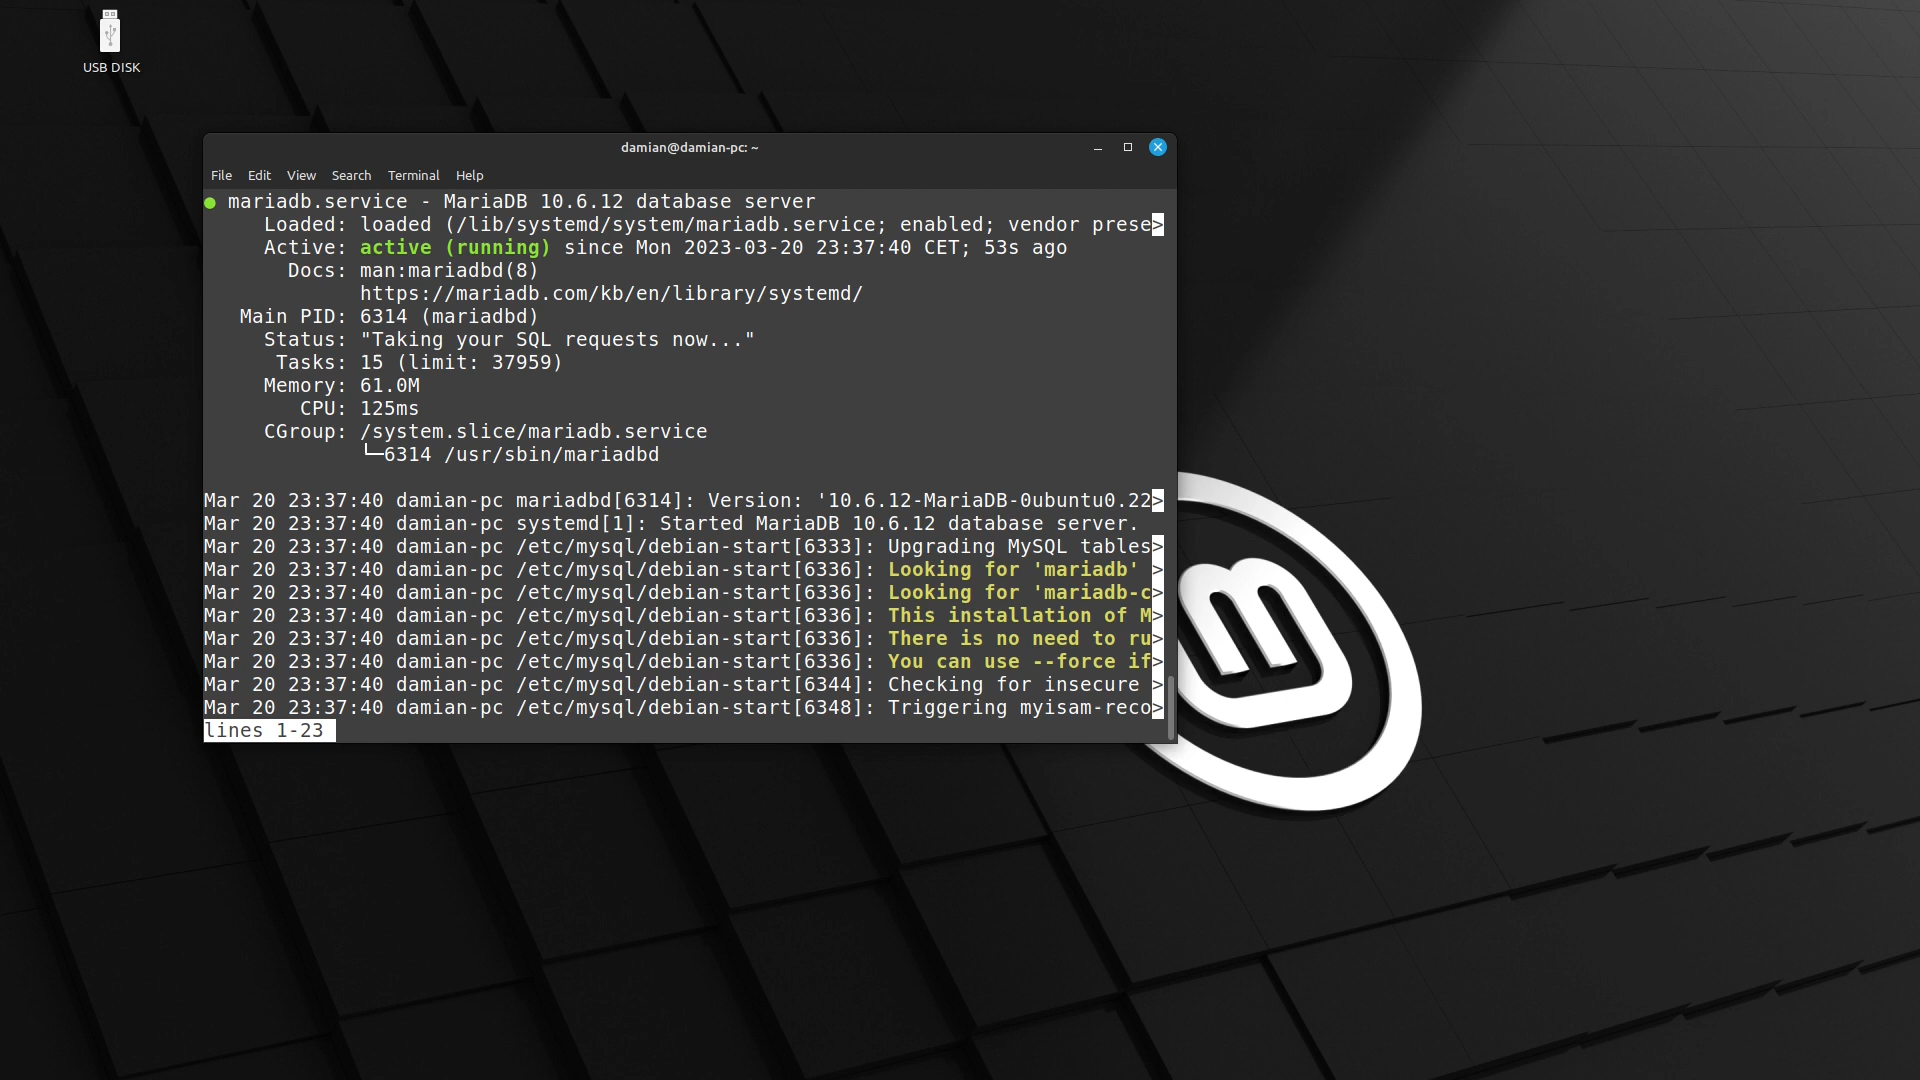 USB DISK
damian@damian-pc: ~
File Edit View Search Terminal Help
● mariadb.service - MariaDB 10.6.12 database server
     Loaded: loaded (/lib/systemd/system/mariadb.service; enabled; vendor prese>
     Active: active (running) since Mon 2023-03-20 23:37:40 CET; 53s ago
       Docs: man:mariadbd(8)
             https://mariadb.com/kb/en/library/systemd/
   Main PID: 6314 (mariadbd)
     Status: "Taking your SQL requests now..."
      Tasks: 15 (limit: 37959)
     Memory: 61.0M
        CPU: 125ms
     CGroup: /system.slice/mariadb.service
             └─6314 /usr/sbin/mariadbd
Mar 20 23:37:40 damian-pc mariadbd[6314]: Version: '10.6.12-MariaDB-0ubuntu0.22>
Mar 20 23:37:40 damian-pc systemd[1]: Started MariaDB 10.6.12 database server.
Mar 20 23:37:40 damian-pc /etc/mysql/debian-start[6333]: Upgrading MySQL tables>
Mar 20 23:37:40 damian-pc /etc/mysql/debian-start[6336]: Looking for 'mariadb' >
Mar 20 23:37:40 damian-pc /etc/mysql/debian-start[6336]: Looking for 'mariadb-c>
Mar 20 23:37:40 damian-pc /etc/mysql/debian-start[6336]: This installation of M>
Mar 20 23:37:40 damian-pc /etc/mysql/debian-start[6336]: There is no need to ru>
Mar 20 23:37:40 damian-pc /etc/mysql/debian-start[6336]: You can use --force if>
Mar 20 23:37:40 damian-pc /etc/mysql/debian-start[6344]: Checking for insecure >
Mar 20 23:37:40 damian-pc /etc/mysql/debian-start[6348]: Triggering myisam-reco>
lines 1-23